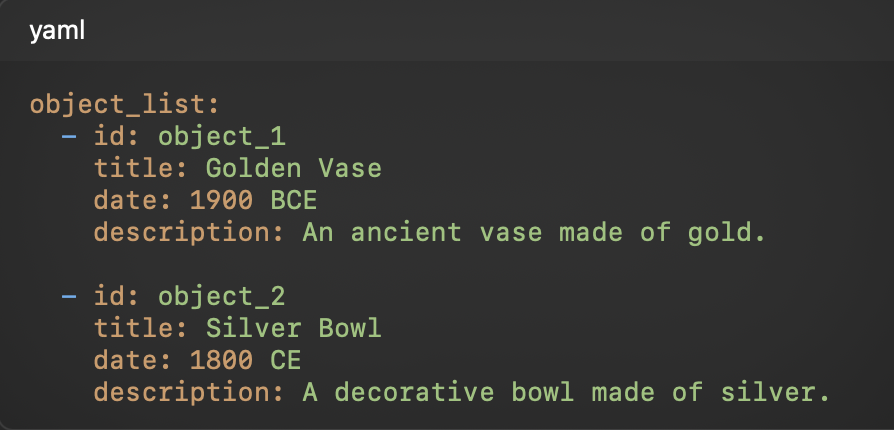 yaml
object_list:
  - id: object_1
    title: Golden Vase
    date: 1900 BCE
    description: An ancient vase made of gold.
  - id: object_2
    title: Silver Bowl
    date: 1800 CE
    description: A decorative bowl made of silver.